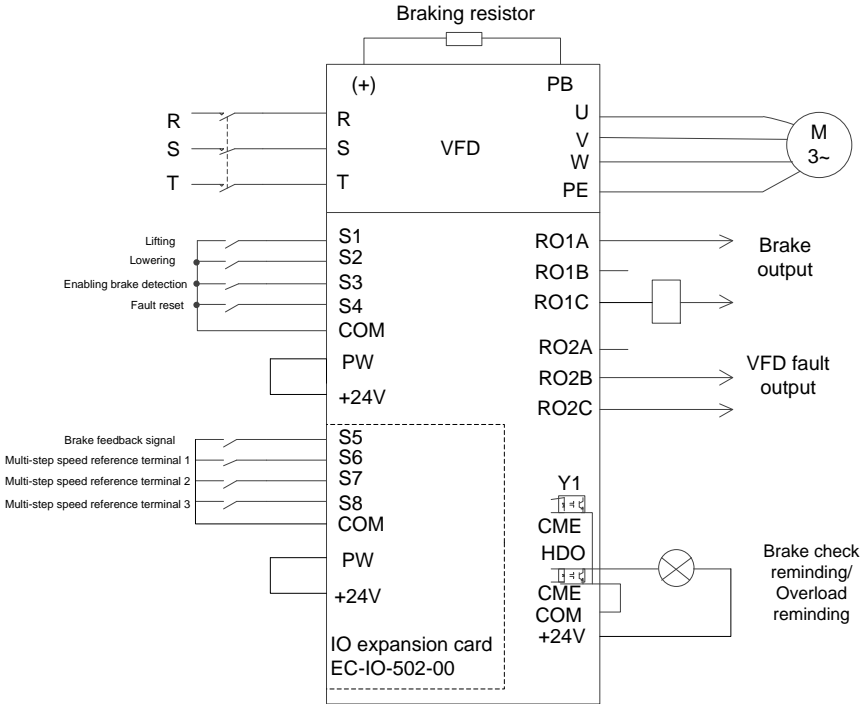 Braking resistor
(+)
PB
R
S
T
R
S
T
VFD
U
V
W
PE
M
3~
Lifting
Lowering
Enabling brake detection
Fault reset
S1
S2
S3
S4
COM
PW
+24V
RO1A
RO1B
RO1C
RO2A
RO2B
RO2C
Brake
output
VFD fault
output
Brake feedback signal
Multi-step speed reference terminal 1
Multi-step speed reference terminal 2
Multi-step speed reference terminal 3
S5
S6
S7
S8
COM
PW
+24V
IO expansion card
EC-IO-502-00
Y1
CME
HDO
CME
COM
+24V
Brake check
reminding/
Overload
reminding